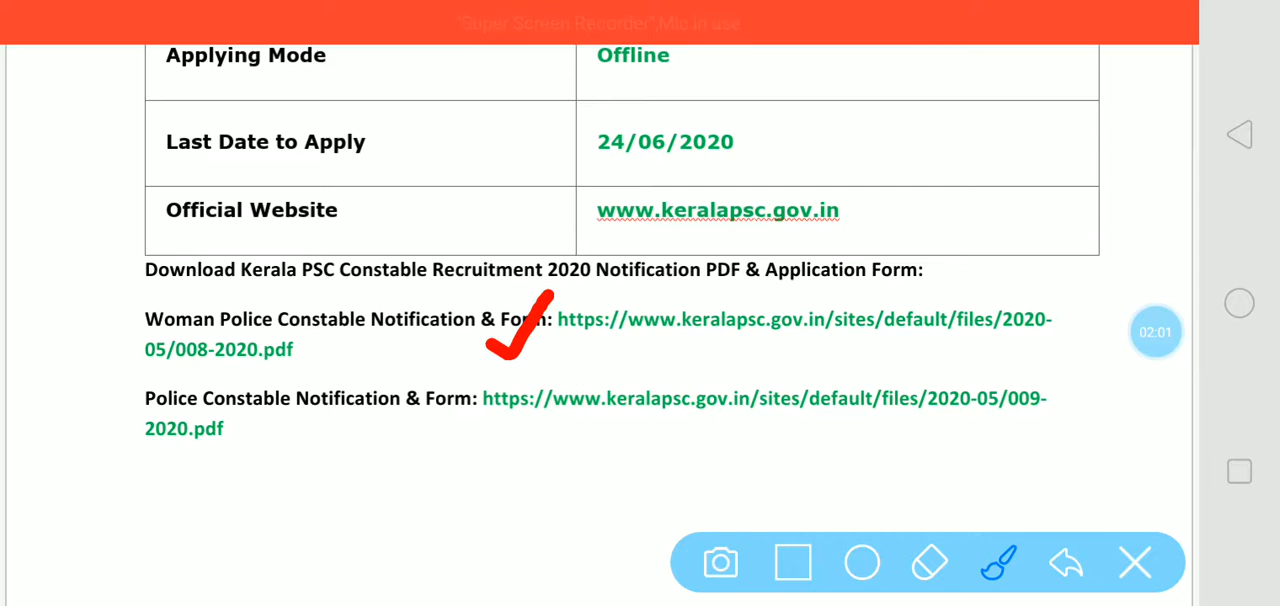 "Super Screen Recorder",Mic in use
Applying Mode
Offline
Last Date to Apply
24/06/2020
Official Website
www.keralapsc.gov.in
Download Kerala PSC Constable Recruitment 2020 Notification PDF & Application Form:
Woman Police Constable Notification & Form: https://www.keralapsc.gov.in/sites/default/files/2020-
05/008-2020.pdf
02:01
Police Constable Notification & Form: https://www.keralapsc.gov.in/sites/default/files/2020-05/009-
2020.pdf